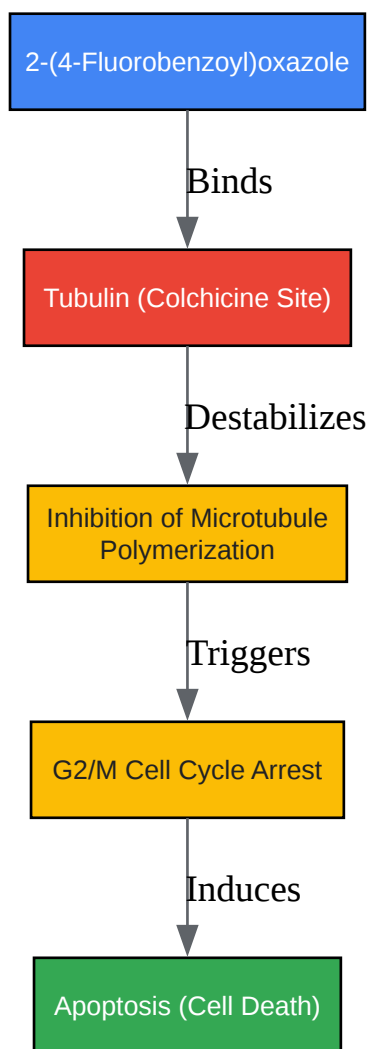 2-(4-Fluorobenzoyl)oxazole
Binds
Tubulin (Colchicine Site)
Destabilizes
Inhibition of Microtubule
Polymerization
Triggers
G2/M Cell Cycle Arrest
Induces
Apoptosis (Cell Death)